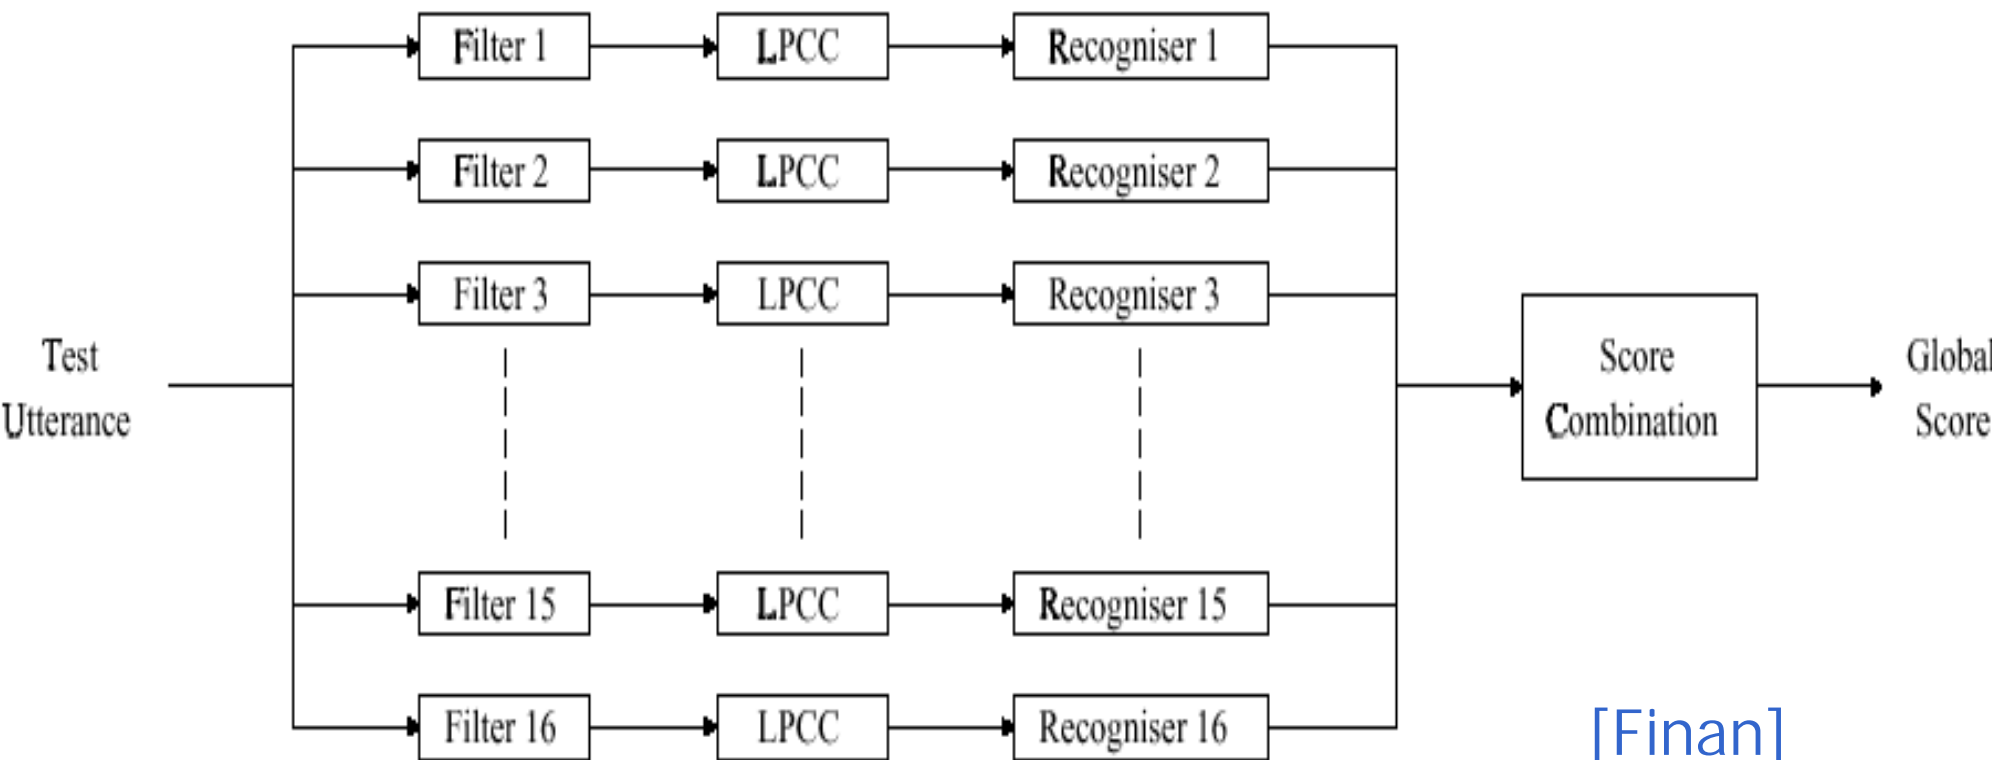 Filter 1 LPCC Recogniser 1
Filter 2 LPCC Recogniser 2
Filter 3 LPCC Recogniser 3
Test
Utterance
Score
Combination
Global
Score
Filter 15 LPCC Recogniser 15
Filter 16 LPCC Recogniser 16
[Finan]